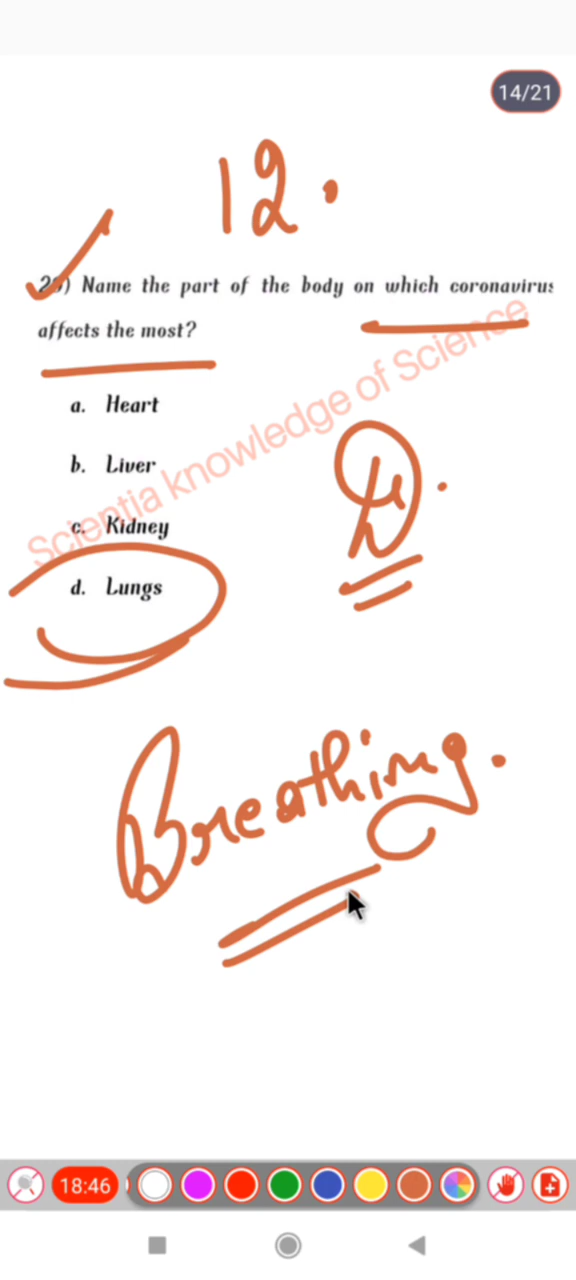 14/21
12.
Name the part of the body on which coronavirus
affects the most?
a. Heart
b. Liver
c. Kidney
d. Lungs
Scientia knowledge of Science
Breathing.
18:46